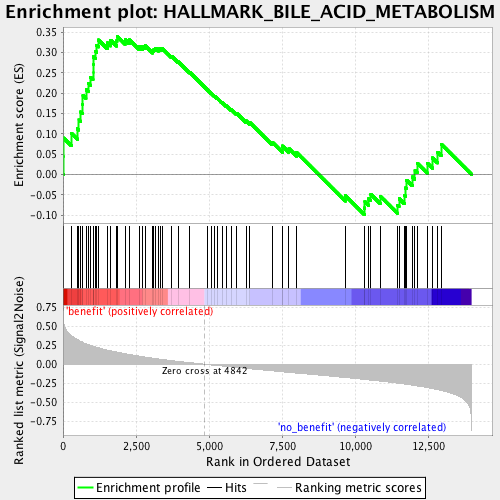 Enrichment plot: HALLMARK_BILE_ACID_METABOLISM
Enrichment score (ES)
0.35
0.30
0.25
0.20
0.15
0.10
0.05
0.00
-0.05
-0.10
Ranked list metric (Signal2Noise)
0.75
0.50
0.25
0.00
-0.25
-0.50
-0.75
'benefit' (positively correlated)
Zero cross at 4842
'no_benefit' (negatively correlated)
0
2,500
5,000
7,500
10,000
12,500
Rank in Ordered Dataset
Enrichment profile
Hits
Ranking metric scores